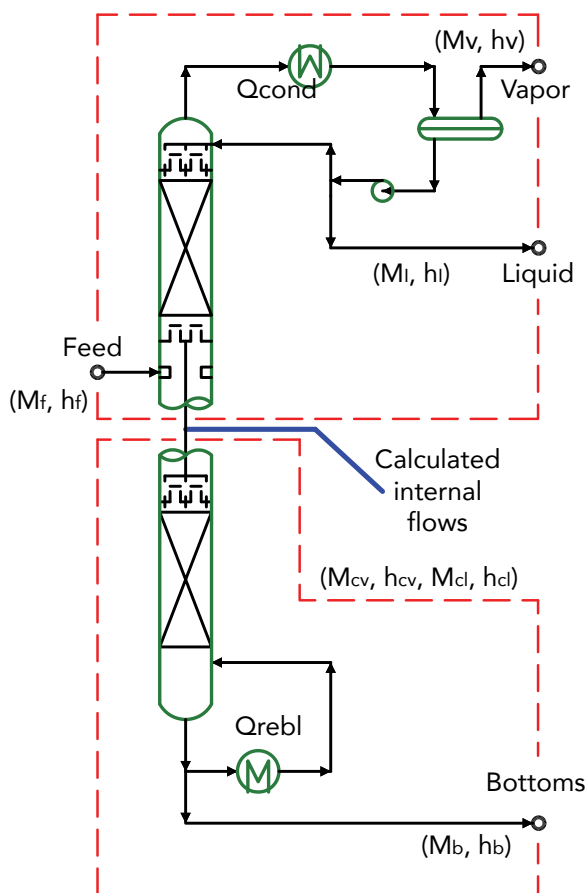 (Mv, hv)
Qcond
Vapor
(Ml, hl)
Liquid
Feed
(Mf, hf)
Calculated
internal
flows
(Mcv, hcv, Mcl, hcl)
Qrebl
Bottoms
(Mb, hb)